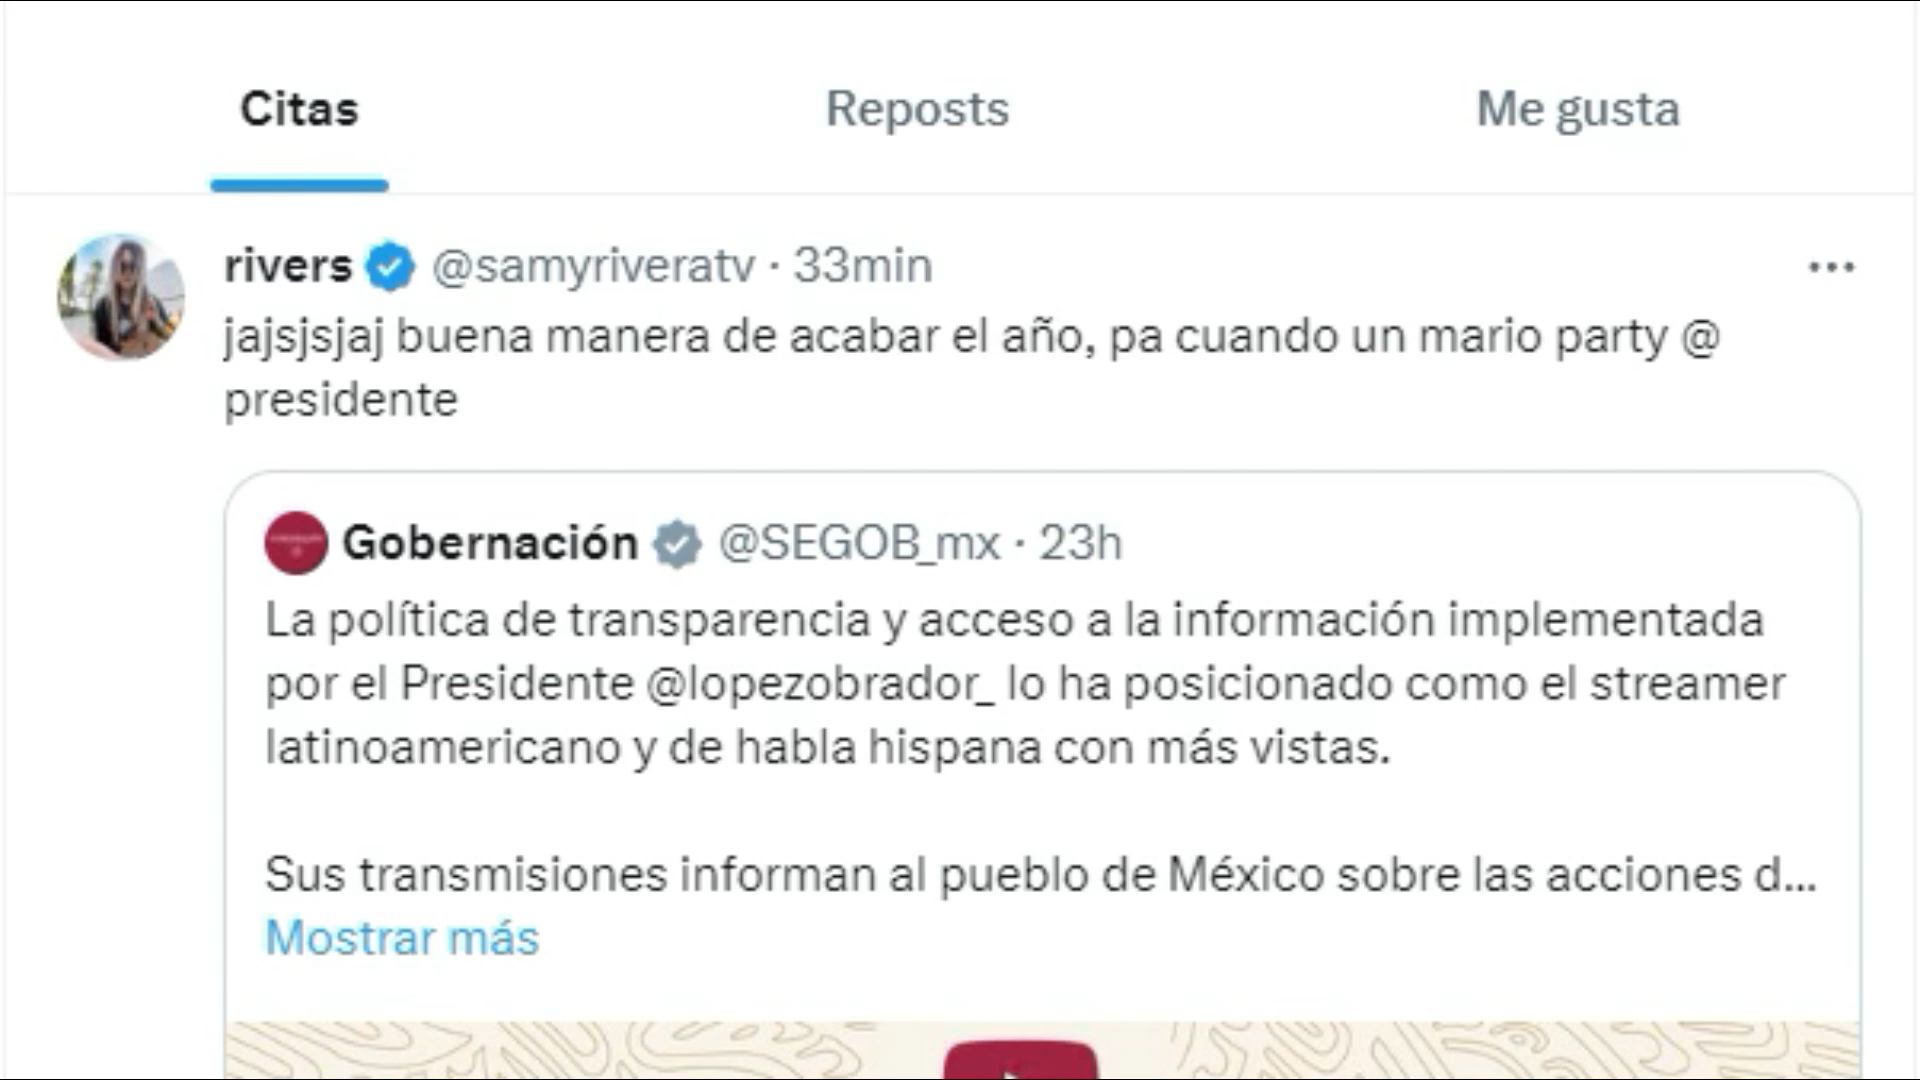 Citas
Reposts
Me gusta
rivers @samyriveratv · 33min
jajsjsjaj buena manera de acabar el año, pa cuando un mario party @
presidente
Gobernación @SEGOB_mx · 23h
La política de transparencia y acceso a la información implementada
por el Presidente @lopezobrador_ lo ha posicionado como el streamer
latinoamericano y de habla hispana con más vistas.
Sus transmisiones informan al pueblo de México sobre las acciones d...
Mostrar más